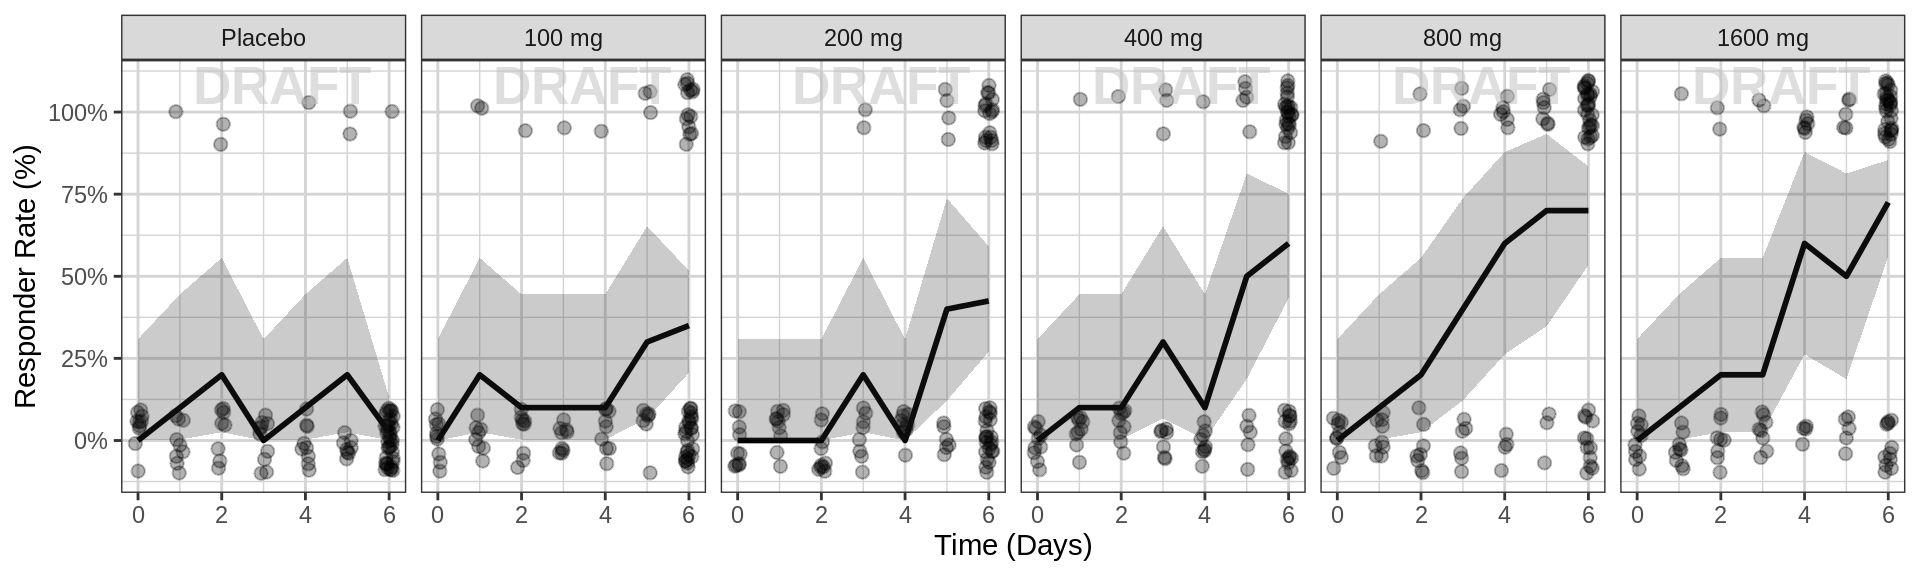 Placebo 100 mg 200 mg 400 mg 800 mg 1600 mg
DRAFT DRAFT DRAFT DRAFT DRAFT DRAFT
100%
75%
50%
25%
0%
Responder Rate (%)
0 2 4 6 0 2 4 6 0 2 4 6 0 2 4 6 0 2 4 6 0 2 4 6
Time (Days)